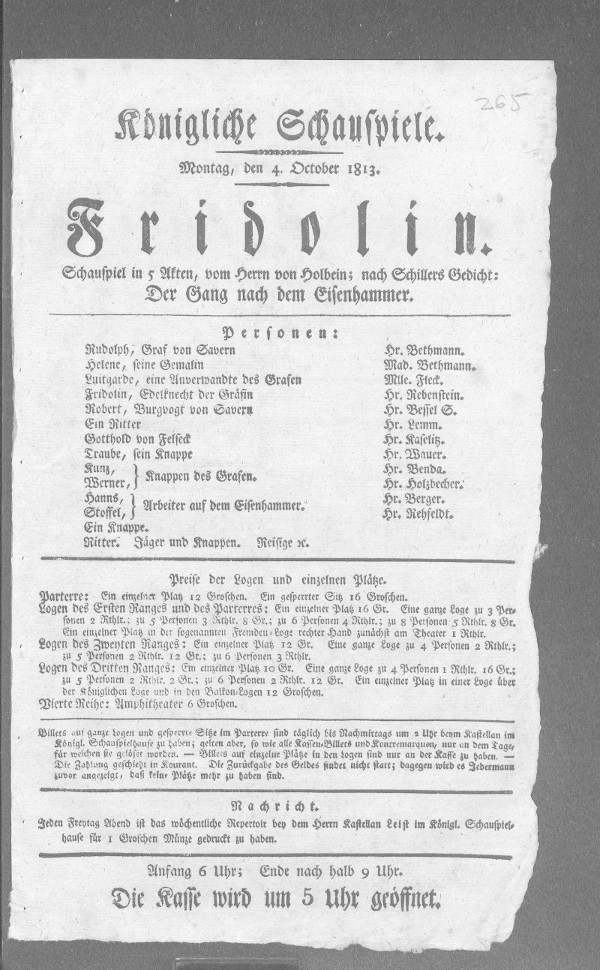 265
Königliche Schauspiele.
Montag, den 4. October 1813.
Fridolin.
Schauspiel in 5 Akten, vom Herrn von Holbein; nach Schillers Gedicht:
Der Gang nach dem Eisenhammer.
Personen:
Rudolph, Graf von Savern Hr. Bethmann.
Helene, seine Gemalin Mad. Bethmann.
Luitgarde, eine Anverwandte des Grafen Mlle. Fleck.
Fridolin, Edelknecht der Gräfin Hr. Rebenstein.
Robert, Burgvogt von Savern Hr. Bessel S.
Ein Ritter Hr. Lemm.
Gotthold von Felseck Hr. Kaselitz.
Traube, sein Knappe Hr. Wauer.
Kunz, } Knappen des Grafen. Hr. Benda.
Werner, } Hr. Holzbecher.
Hanns, } Arbeiter auf dem Eisenhammer. Hr. Berger.
Stoffel, } Hr. Rehfeldt.
Ein Knappe.
Ritter. Jäger und Knappen. Reisige ꝛc.
Preise der Logen und einzelnen Plätze.
Parterre: Ein einzelner Platz 12 Groschen. Ein gesperrter Sitz 16 Groschen.
Logen des Ersten Ranges und des Parterres: Ein einzelner Platz 16 Gr. Eine ganze Loge zu 3 Per-
sonen 2 Rthlr.; zu 5 Personen 3 Rthlr. 8 Gr.; zu 6 Personen 4 Rthlr.; zu 8 Personen 5 Rthlr. 8 Gr.
Ein einzelner Platz in der sogenannten Fremden-Loge rechter Hand zunächst am Theater 1 Rthlr.
Logen des Zweyten Ranges: Ein einzelner Platz 12 Gr. Eine ganze Loge zu 4 Personen 2 Rthlr.;
zu 5 Personen 2 Rthlr. 12 Gr.; zu 6 Personen 3 Rthlr.
Logen des Dritten Ranges: Ein einzelner Platz 10 Gr. Eine ganze Loge zu 4 Personen 1 Rthlr. 16 Gr.;
zu 5 Personen 2 Rthlr. 2 Gr.; zu 6 Personen 2 Rthlr. 12 Gr. Ein einzelner Platz in einer Loge über
der Königlichen Loge und in den Balkon-Logen 12 Groschen.
Vierte Reihe: Amphitheater 6 Groschen.
Billets auf ganze Logen und gesperrte Sitze im Parterre sind täglich bis Nachmittags um 2 Uhr beym Kastellan im
Königl. Schauspielhause zu haben; gelten aber, so wie alle Kassen-Billets und Kontremarquen, nur an dem Tage,
für welchen sie gelöset worden. — Billets auf einzelne Plätze in den Logen sind nur an der Kasse zu haben. —
Die Zahlung geschieht in Kourant. Die Zurückgabe des Geldes findet nicht statt; dagegen wird es Jedermann
zuvor angezeigt, daß keine Plätze mehr zu haben sind.
Nachricht.
Jeden Freytag Abend ist das wöchentliche Repertoir bey dem Herrn Kastellan Leist im Königl. Schauspiel-
hause für 1 Groschen Münze gedruckt zu haben.
Anfang 6 Uhr; Ende nach halb 9 Uhr.
Die Kasse wird um 5 Uhr geöffnet.